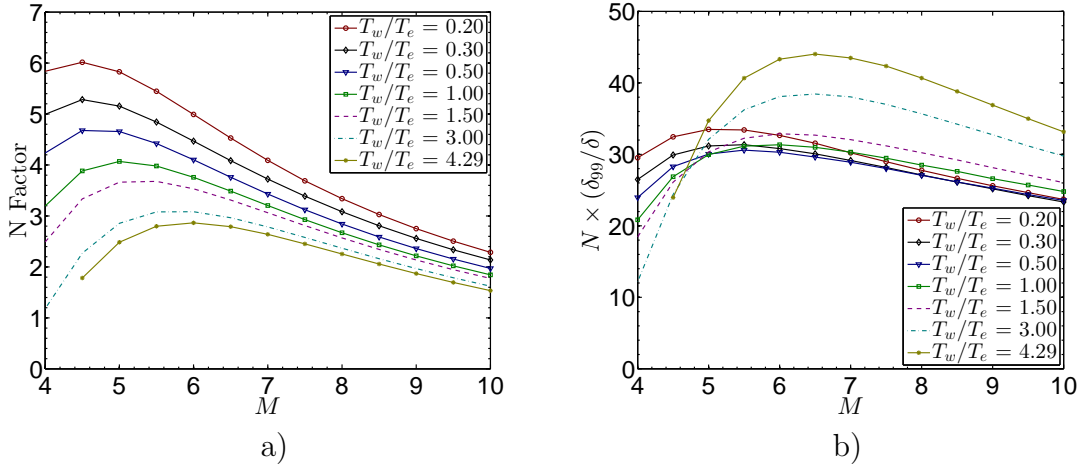 7
6
5
4
3
2
1
0
N Factor
4 5 6 7 8 9 10
M
T_w/T_e = 0.20
T_w/T_e = 0.30
T_w/T_e = 0.50
T_w/T_e = 1.00
T_w/T_e = 1.50
T_w/T_e = 3.00
T_w/T_e = 4.29
a)
50
40
30
20
10
0
N × (δ_99/δ)
4 5 6 7 8 9 10
M
T_w/T_e = 0.20
T_w/T_e = 0.30
T_w/T_e = 0.50
T_w/T_e = 1.00
T_w/T_e = 1.50
T_w/T_e = 3.00
T_w/T_e = 4.29
b)